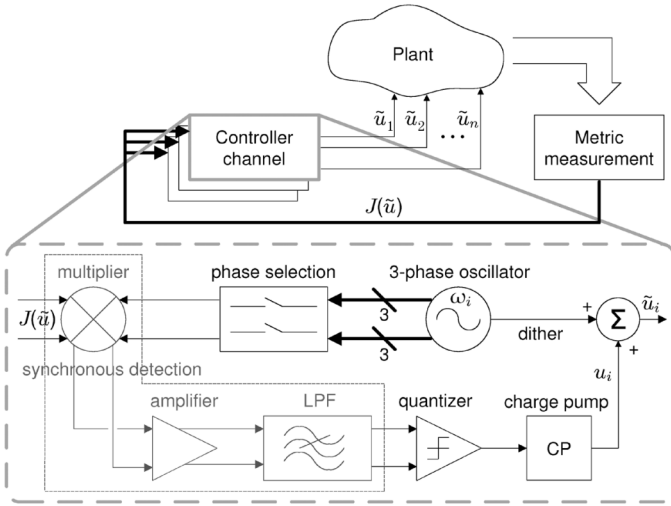 Plant
ũ₁ ũ₂ ... ũₙ
Controller
channel
Metric
measurement
J(ũ)
multiplier
phase selection
3-phase oscillator
J(ũ)
3
3
ωᵢ
dither
+
Σ
+
ũᵢ
synchronous detection
uᵢ
amplifier
LPF
quantizer
charge pump
CP